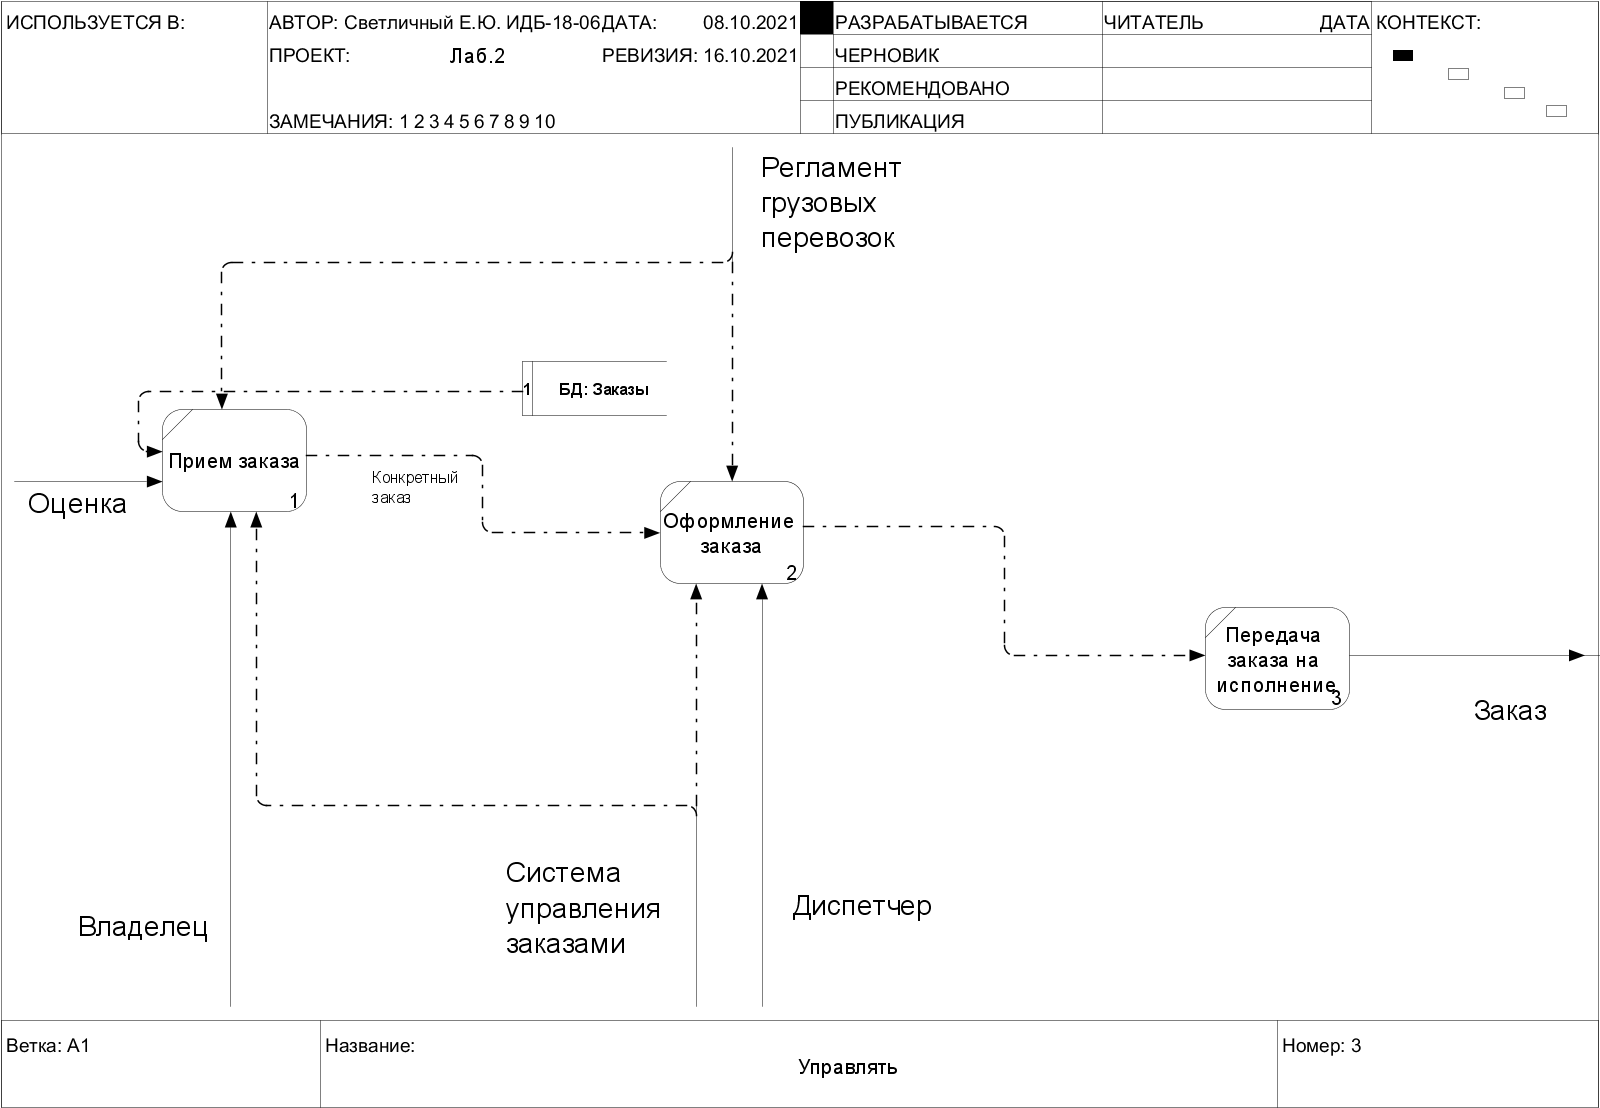 ИСПОЛЬЗУЕТСЯ В:
АВТОР: Светличный Е.Ю. ИДБ-18-06
ДАТА: 08.10.2021
ПРОЕКТ: Лаб.2
РЕВИЗИЯ: 16.10.2021
ЗАМЕЧАНИЯ: 1 2 3 4 5 6 7 8 9 10
РАЗРАБАТЫВАЕТСЯ
ЧЕРНОВИК
РЕКОМЕНДОВАНО
ПУБЛИКАЦИЯ
ЧИТАТЕЛЬ
ДАТА
КОНТЕКСТ:
Регламент
грузовых
перевозок
1
БД: Заказы
Прием заказа
1
Оценка
Конкретный
заказ
Оформление
заказа
2
Передача
заказа на
исполнение
3
Заказ
Система
управления
заказами
Диспетчер
Владелец
Ветка: A1
Название:
Управлять
Номер: 3